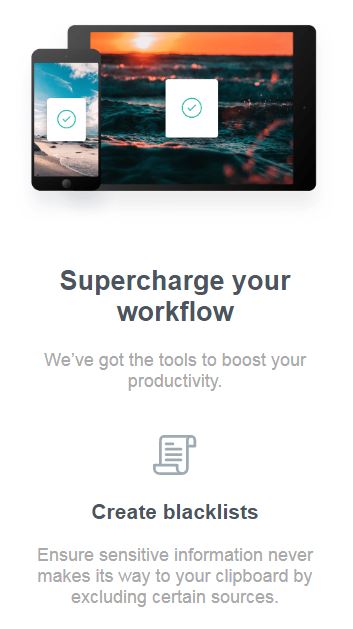 Supercharge your
workflow
We’ve got the tools to boost your
productivity.
Create blacklists
Ensure sensitive information never
makes its way to your clipboard by
excluding certain sources.